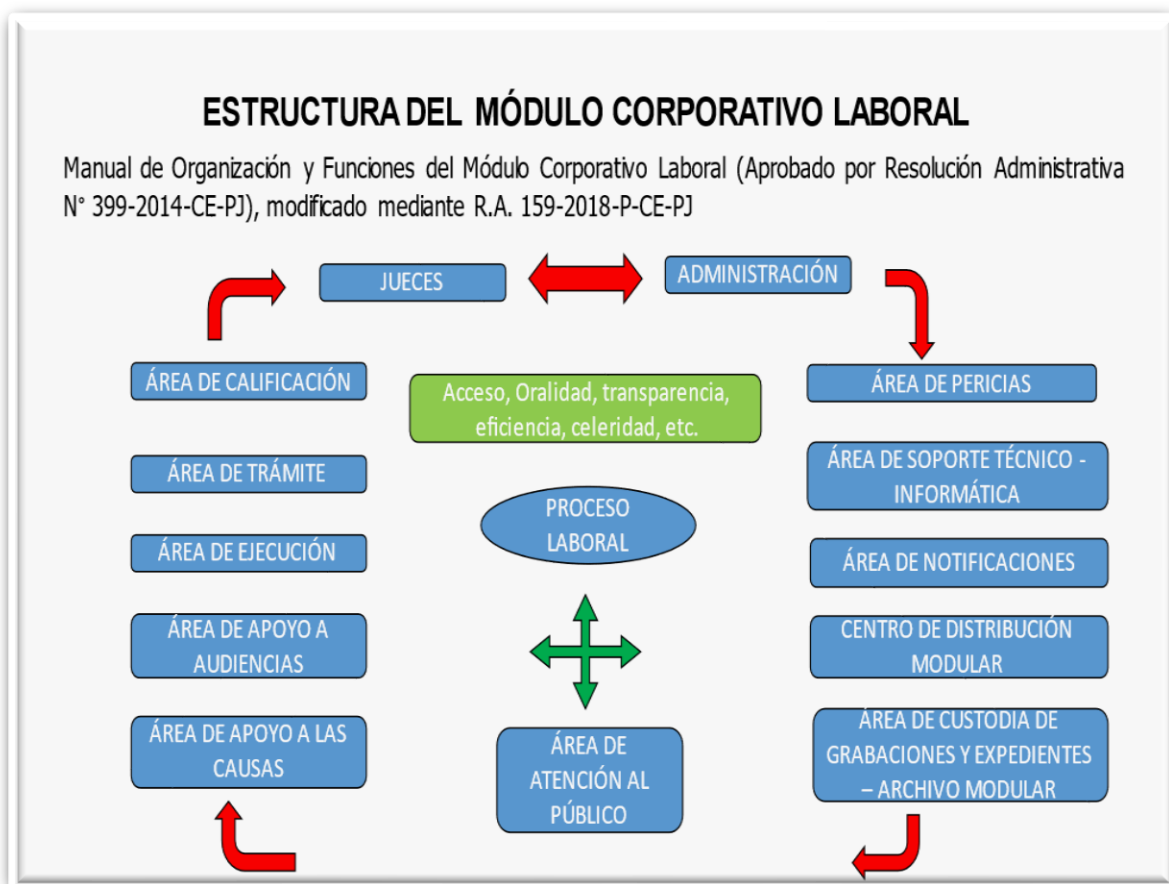 ESTRUCTURA DEL MÓDULO CORPORATIVO LABORAL
Manual de Organización y Funciones del Módulo Corporativo Laboral (Aprobado por Resolución Administrativa
N° 399-2014-CE-PJ), modificado mediante R.A. 159-2018-P-CE-PJ
JUECES
ADMINISTRACIÓN
ÁREA DE CALIFICACIÓN
ÁREA DE TRÁMITE
ÁREA DE EJECUCIÓN
ÁREA DE APOYO A
AUDIENCIAS
ÁREA DE APOYO A LAS
CAUSAS
Acceso, Oralidad, transparencia,
eficiencia, celeridad, etc.
PROCESO
LABORAL
ÁREA DE
ATENCIÓN AL
PÚBLICO
ÁREA DE PERICIAS
ÁREA DE SOPORTE TÉCNICO -
INFORMÁTICA
ÁREA DE NOTIFICACIONES
CENTRO DE DISTRIBUCIÓN
MODULAR
ÁREA DE CUSTODIA DE
GRABACIONES Y EXPEDIENTES
– ARCHIVO MODULAR